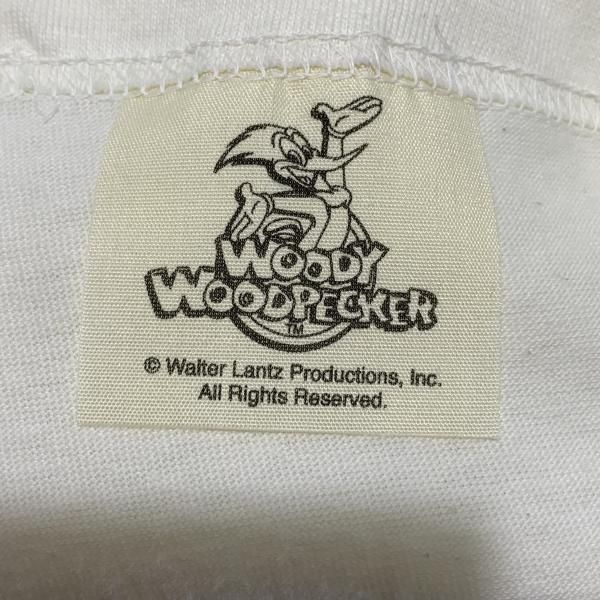 WOODY
WOODPECKER
TM
© Walter Lantz Productions, Inc.
All Rights Reserved.